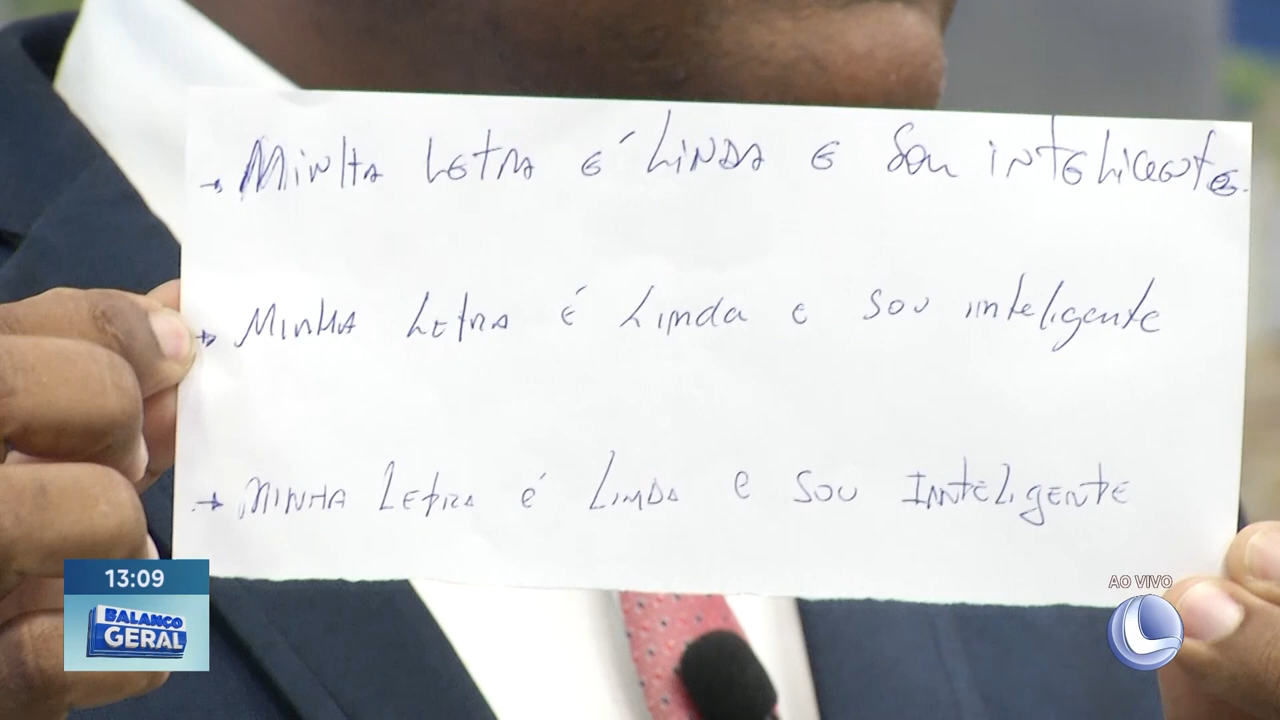 → MiNHA LETRA É LiNDA E Sou iNTELiGENTE.
→ MiNHA LETRA é Linda e sou inteligente
→ MINHA LETRA é LINDA e SOU INTELigENTE
13:09
BALANÇO
GERAL
AO VIVO